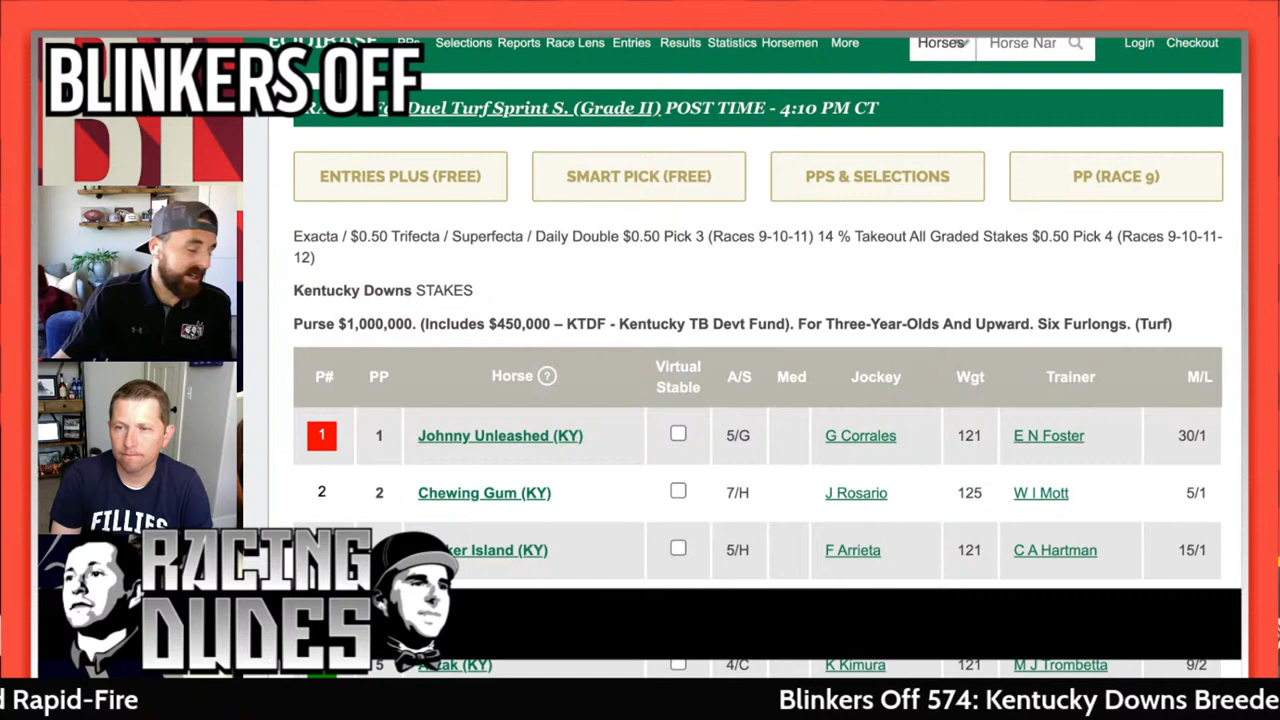 BLINKERS OFF
EQUIBASE PPs Selections Reports Race Lens Entries Results Statistics Horsemen More Horses Horse Nar Login Checkout
Duel Turf Sprint S. (Grade II) POST TIME - 4:10 PM CT
ENTRIES PLUS (FREE) SMART PICK (FREE) PPS & SELECTIONS PP (RACE 9)
Exacta / $0.50 Trifecta / Superfecta / Daily Double $0.50 Pick 3 (Races 9-10-11) 14 % Takeout All Graded Stakes $0.50 Pick 4 (Races 9-10-11-
12)
Kentucky Downs STAKES
Purse $1,000,000. (Includes $450,000 – KTDF - Kentucky TB Devt Fund). For Three-Year-Olds And Upward. Six Furlongs. (Turf)
P# PP Horse ? Virtual Stable A/S Med Jockey Wgt Trainer M/L
1 1 Johnny Unleashed (KY) 5/G G Corrales 121 E N Foster 30/1
2 2 Chewing Gum (KY) 7/H J Rosario 125 W I Mott 5/1
ker Island (KY) 5/H F Arrieta 121 C A Hartman 15/1
5 (KY) 4/C K Kimura 121 M J Trombetta 9/2
FILLIES
RACING
DUDES
d Rapid-Fire Blinkers Off 574: Kentucky Downs Breede